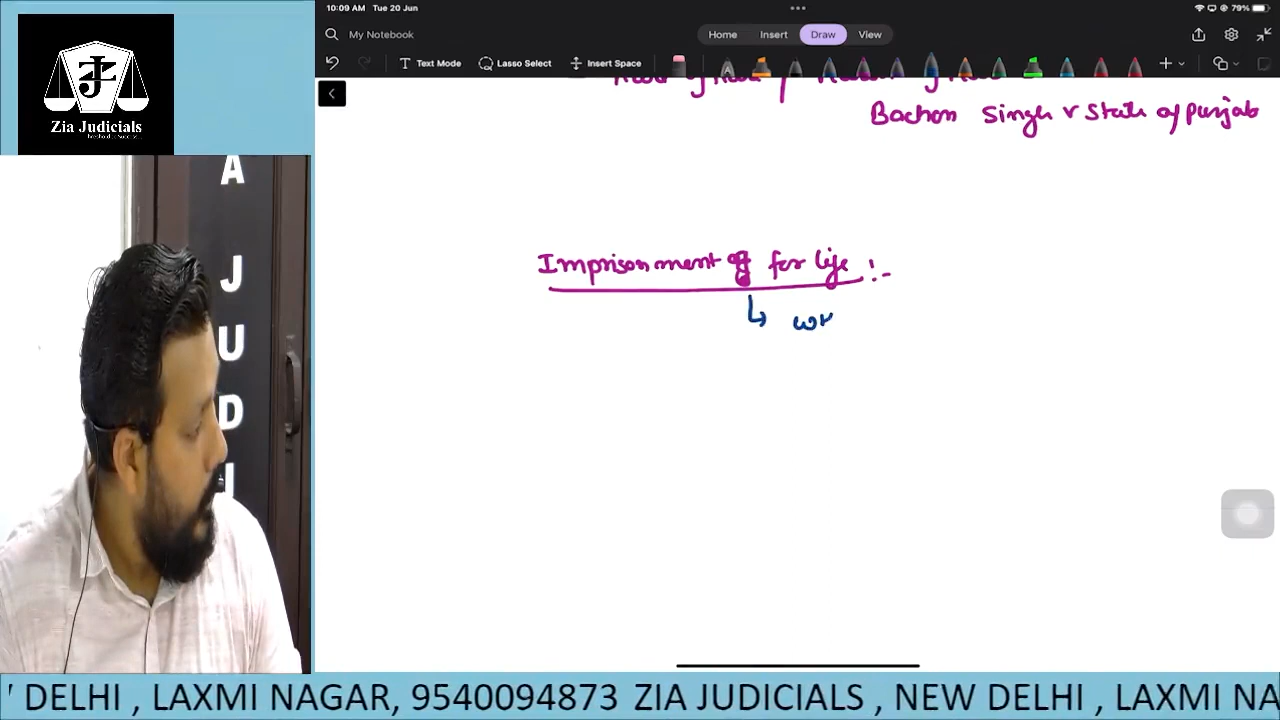 10:09 AM Tue 20 Jun
79%
My Notebook
Home Insert Draw View
Text Mode Lasso Select Insert Space
Zia Judicials
Bachan Singh v State of Punjab
A
J
U
D
I
Imprisonment of for life :-
↳ wr
DELHI , LAXMI NAGAR, 9540094873 ZIA JUDICIALS , NEW DELHI , LAXMI NA